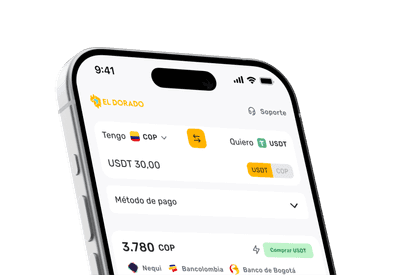 9:41
EL DORADO
Soporte
Tengo COP Quiero USDT
USDT 30,00 USDT COP
Método de pago
3.780 COP Comprar USDT
Nequi Bancolombia Banco de Bogotá